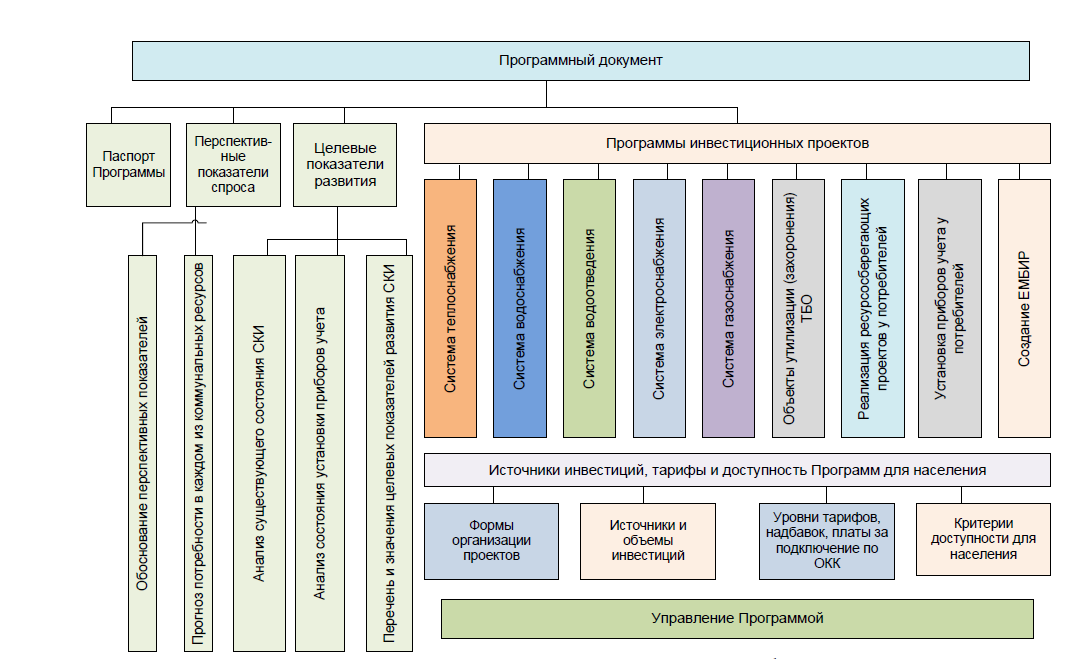 Программный документ
Паспорт
Программы
Перспектив-
ные
показатели
спроса
Целевые
показатели
развития
Программы инвестиционных проектов
Обоснование перспективных показателей
Прогноз потребности в каждом из коммунальных ресурсов
Анализ существующего состояния СКИ
Анализ состояния установки приборов учета
Перечень и значения целевых показателей развития СКИ
Система теплоснабжения
Система водоснабжения
Система водоотведения
Система электроснабжения
Система газоснабжения
Объекты утилизации (захоронения)
ТБО
Реализация ресурсосберегающих
проектов у потребителей
Установка приборов учета у
потребителей
Создание ЕМБИР
Источники инвестиций, тарифы и доступность Программ для населения
Формы
организации
проектов
Источники и
объемы
инвестиций
Уровни тарифов,
надбавок, платы за
подключение по
ОКК
Критерии
доступности для
населения
Управление Программой